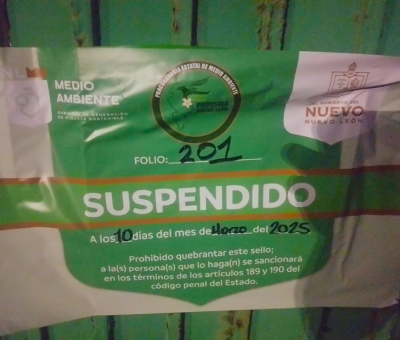 PROCURADURÍA ESTATAL DE MEDIO AMBIENTE
MEDIO
AMBIENTE
NUEVO
NUEVO LEÓN
FOLIO: 201
SUSPENDIDO
A los 10 días del mes de Marzo del 2025
Prohibido quebrantar este sello;
a la(s) persona(s) que lo haga(n) se sancionará
en los términos de los artículos 189 y 190 del
código penal del Estado.